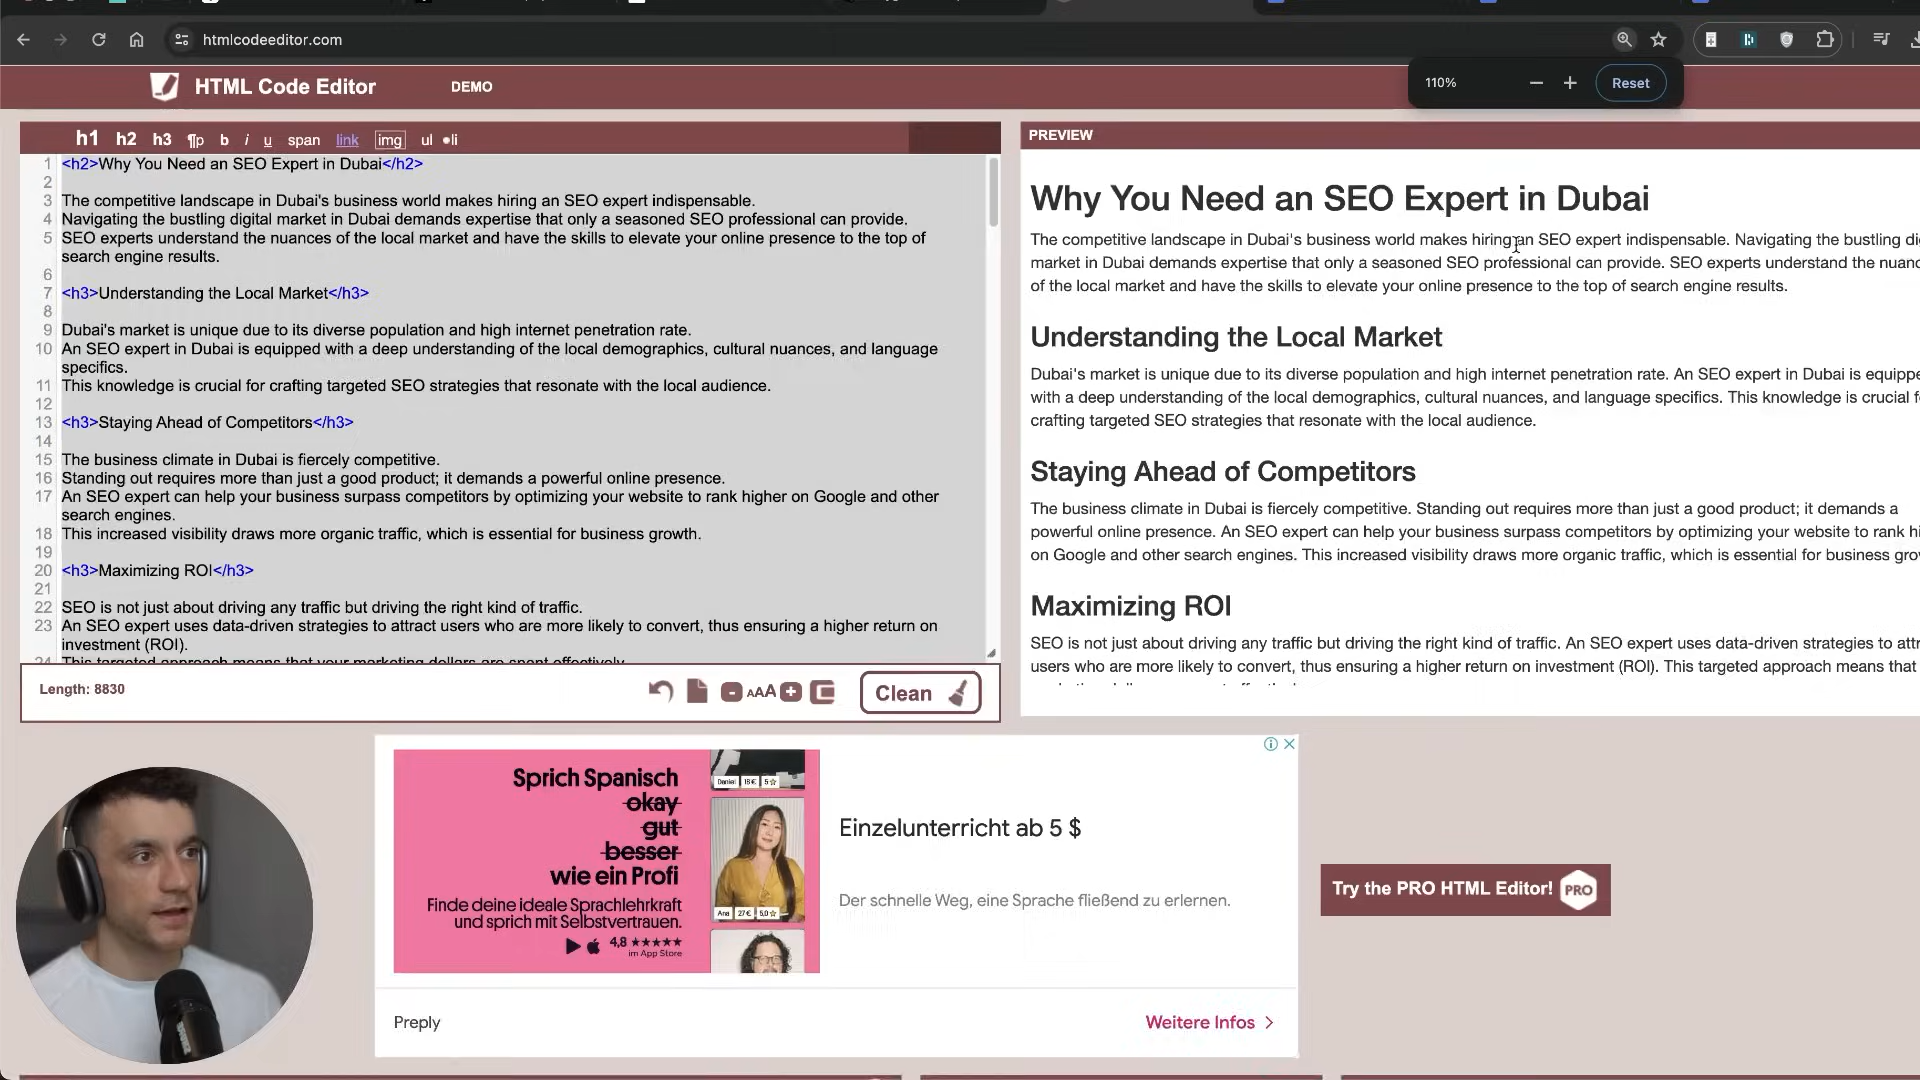 htmlcodeeditor.com
110%
Reset
HTML Code Editor
DEMO
h1 h2 h3 ¶p b i u span link img ul •li
PREVIEW
1 <h2>Why You Need an SEO Expert in Dubai</h2>
2
3 The competitive landscape in Dubai's business world makes hiring an SEO expert indispensable.
4 Navigating the bustling digital market in Dubai demands expertise that only a seasoned SEO professional can provide.
5 SEO experts understand the nuances of the local market and have the skills to elevate your online presence to the top of
search engine results.
6
7 <h3>Understanding the Local Market</h3>
8
9 Dubai's market is unique due to its diverse population and high internet penetration rate.
10 An SEO expert in Dubai is equipped with a deep understanding of the local demographics, cultural nuances, and language
specifics.
11 This knowledge is crucial for crafting targeted SEO strategies that resonate with the local audience.
12
13 <h3>Staying Ahead of Competitors</h3>
14
15 The business climate in Dubai is fiercely competitive.
16 Standing out requires more than just a good product; it demands a powerful online presence.
17 An SEO expert can help your business surpass competitors by optimizing your website to rank higher on Google and other
search engines.
18 This increased visibility draws more organic traffic, which is essential for business growth.
19
20 <h3>Maximizing ROI</h3>
21
22 SEO is not just about driving any traffic but driving the right kind of traffic.
23 An SEO expert uses data-driven strategies to attract users who are more likely to convert, thus ensuring a higher return on
investment (ROI).
24 This targeted approach means that your marketing dollars are spent effectively.
Length: 8830
AAA
Clean
Why You Need an SEO Expert in Dubai
The competitive landscape in Dubai's business world makes hiring an SEO expert indispensable. Navigating the bustling di
market in Dubai demands expertise that only a seasoned SEO professional can provide. SEO experts understand the nuanc
of the local market and have the skills to elevate your online presence to the top of search engine results.
Understanding the Local Market
Dubai's market is unique due to its diverse population and high internet penetration rate. An SEO expert in Dubai is equippe
with a deep understanding of the local demographics, cultural nuances, and language specifics. This knowledge is crucial f
crafting targeted SEO strategies that resonate with the local audience.
Staying Ahead of Competitors
The business climate in Dubai is fiercely competitive. Standing out requires more than just a good product; it demands a
powerful online presence. An SEO expert can help your business surpass competitors by optimizing your website to rank hi
on Google and other search engines. This increased visibility draws more organic traffic, which is essential for business gro
Maximizing ROI
SEO is not just about driving any traffic but driving the right kind of traffic. An SEO expert uses data-driven strategies to attr
users who are more likely to convert, thus ensuring a higher return on investment (ROI). This targeted approach means that
Sprich Spanisch
okay
gut
besser
wie ein Profi
Finde deine ideale Sprachlehrkraft
und sprich mit Selbstvertrauen.
4,8 ★★★★★
im App Store
Daniel 18€ 5☆
Ana 27€ 5,0☆
Einzelunterricht ab 5 $
Der schnelle Weg, eine Sprache fließend zu erlernen.
Preply
Weitere Infos
Try the PRO HTML Editor!
PRO